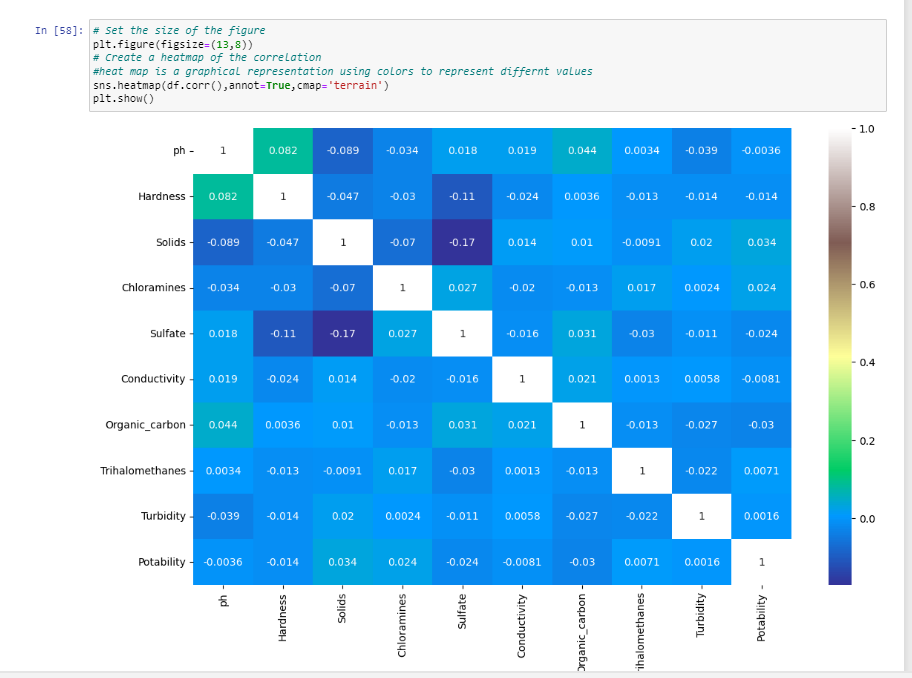 In [58]: # Set the size of the figure
plt.figure(figsize=(13,8))
# Create a heatmap of the correlation
#heat map is a graphical representation using colors to represent differnt values
sns.heatmap(df.corr(),annot=True,cmap='terrain')
plt.show()
ph 1 0.082 -0.089 -0.034 0.018 0.019 0.044 0.0034 -0.039 -0.0036
Hardness 0.082 1 -0.047 -0.03 -0.11 -0.024 0.0036 -0.013 -0.014 -0.014
Solids -0.089 -0.047 1 -0.07 -0.17 0.014 0.01 -0.0091 0.02 0.034
Chloramines -0.034 -0.03 -0.07 1 0.027 -0.02 -0.013 0.017 0.0024 0.024
Sulfate 0.018 -0.11 -0.17 0.027 1 -0.016 0.031 -0.03 -0.011 -0.024
Conductivity 0.019 -0.024 0.014 -0.02 -0.016 1 0.021 0.0013 0.0058 -0.0081
Organic_carbon 0.044 0.0036 0.01 -0.013 0.031 0.021 1 -0.013 -0.027 -0.03
Trihalomethanes 0.0034 -0.013 -0.0091 0.017 -0.03 0.0013 -0.013 1 -0.022 0.0071
Turbidity -0.039 -0.014 0.02 0.0024 -0.011 0.0058 -0.027 -0.022 1 0.0016
Potability -0.0036 -0.014 0.034 0.024 -0.024 -0.0081 -0.03 0.0071 0.0016 1
ph
Hardness
Solids
Chloramines
Sulfate
Conductivity
Organic_carbon
rihalomethanes
Turbidity
Potability
1.0
0.8
0.6
0.4
0.2
0.0